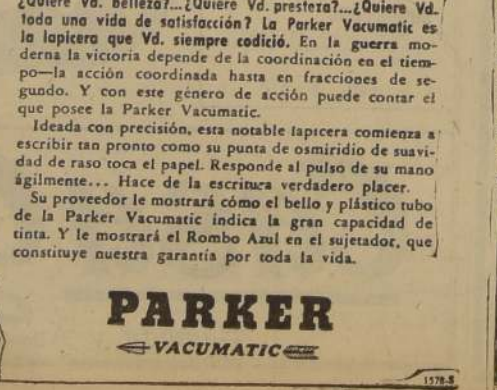 ¿Quiere Vd. Belleza?...¿Quiere Vd. presteza?...¿Quiere Vd.
toda una vida de satisfacción? La Parker Vacumatic es
la lapicera que Vd. siempre codició. En la guerra mo-
derna la victoria depende de la coordinación en el tiem-
po—la acción coordinada hasta en fracciones de se-
gundo. Y con este género de acción puede contar el
que posee la Parker Vacumatic.
Ideada con precisión, esta notable lapicera comienza a
escribir tan pronto como su punta de osmiridio de suavi-
dad de raso toca el papel. Responde al pulso de su mano
ágilmente... Hace de la escritura verdadero placer.
Su proveedor le mostrará cómo el bello y plástico tubo
de la Parker Vacumatic indica la gran capacidad de
tinta. Y le mostrará el Rombo Azul en el sujetador, que
constituye nuestra garantía por toda la vida.
PARKER
VACUMATIC
1578-S